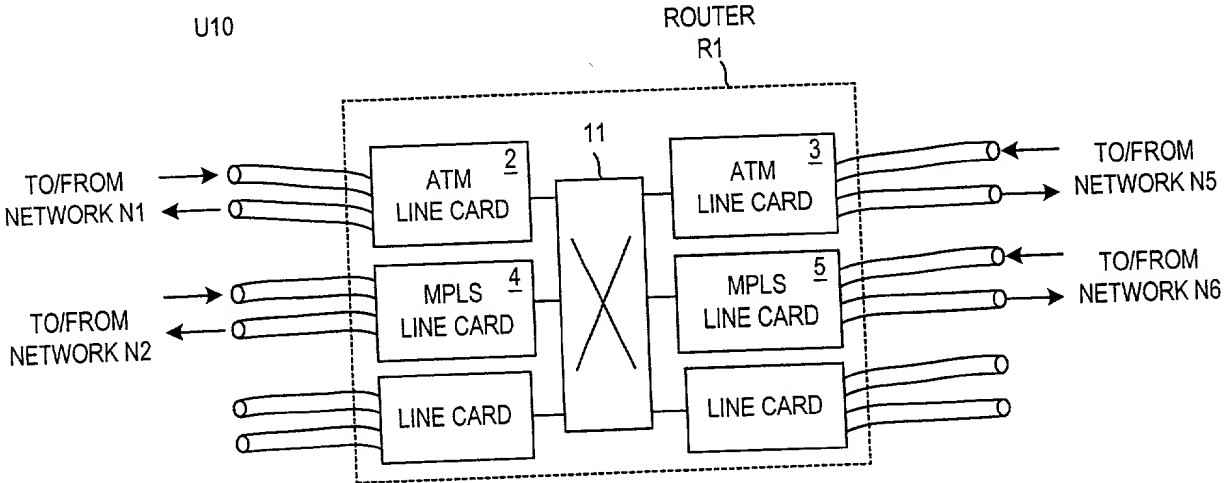 U10
ROUTER
R1
11
2
ATM
LINE CARD
3
ATM
LINE CARD
TO/FROM
NETWORK N1
TO/FROM
NETWORK N5
4
MPLS
LINE CARD
5
MPLS
LINE CARD
TO/FROM
NETWORK N2
TO/FROM
NETWORK N6
LINE CARD
LINE CARD